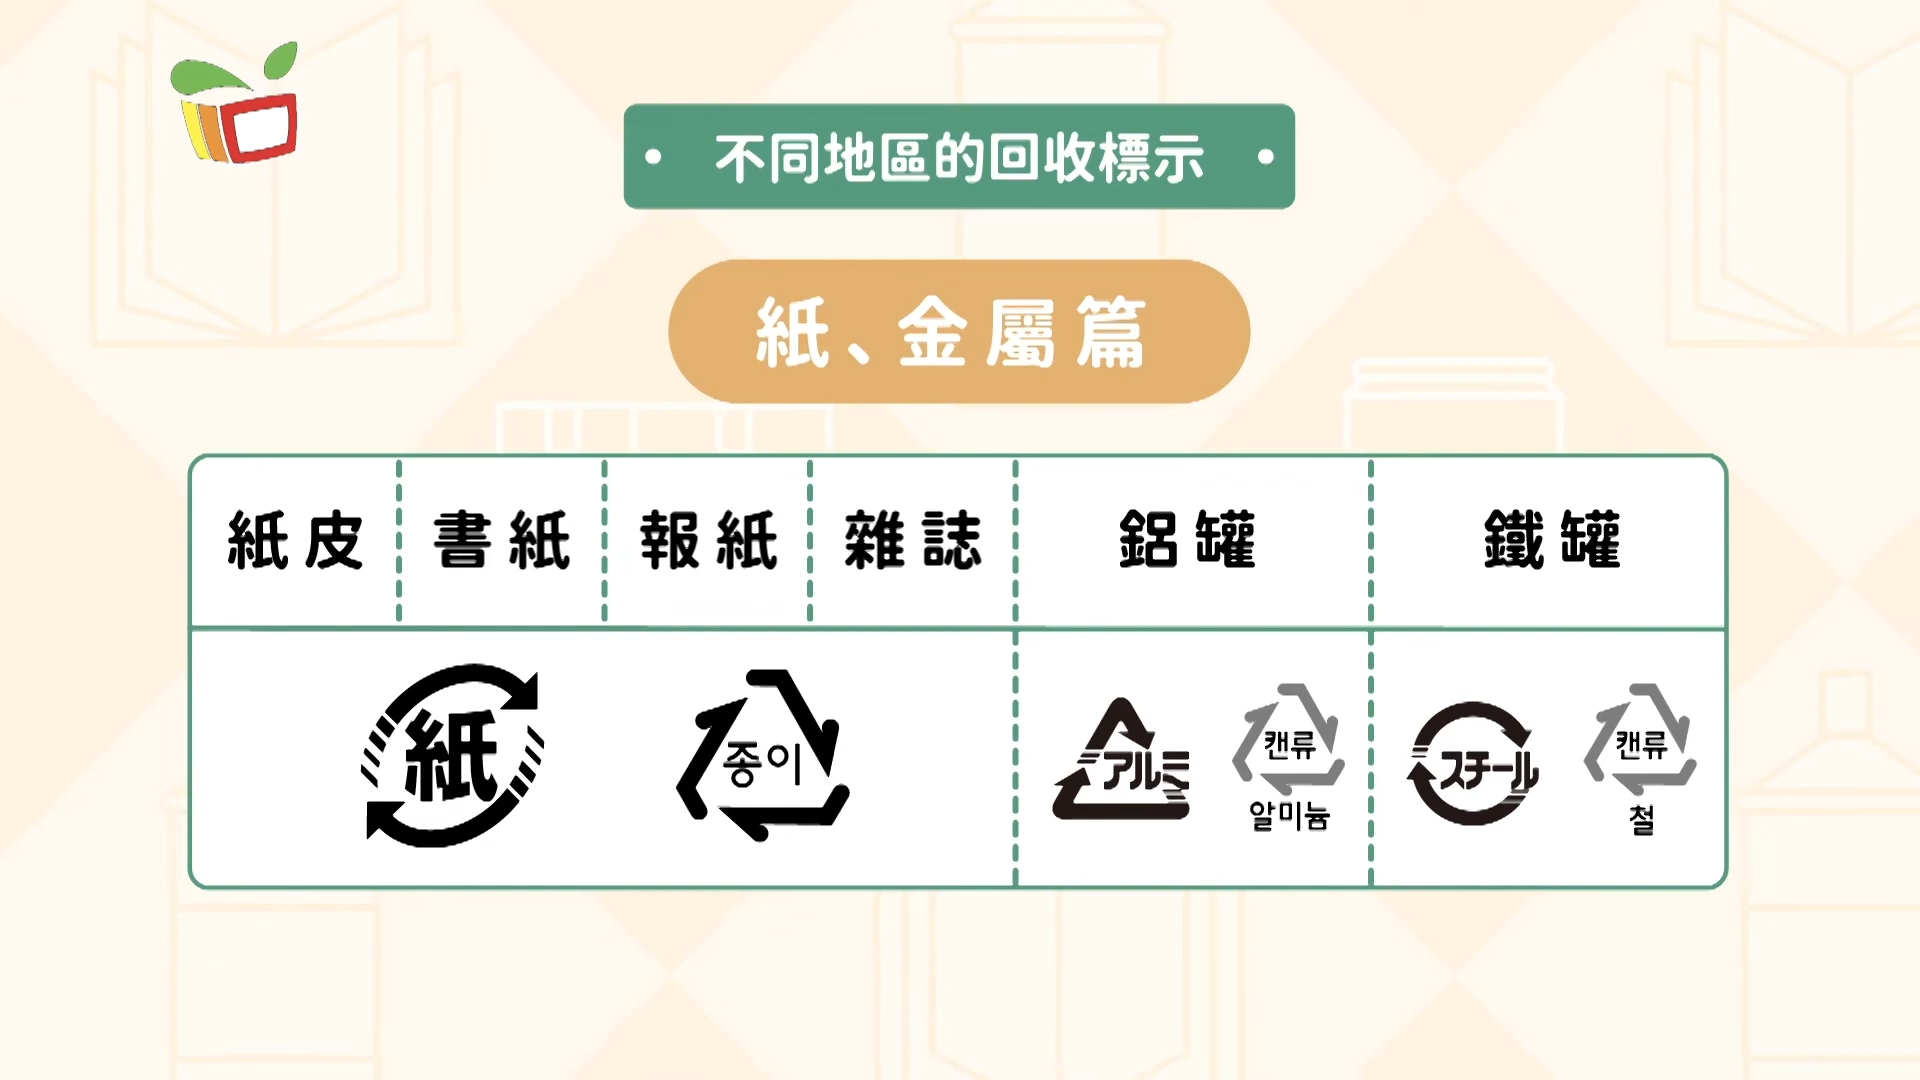 不同地區的回收標示
紙、金屬篇
紙皮 書紙 報紙 雜誌 鋁罐 鐵罐
紙 종이 アルミ 캔류 スチール 캔류
알미늄 철